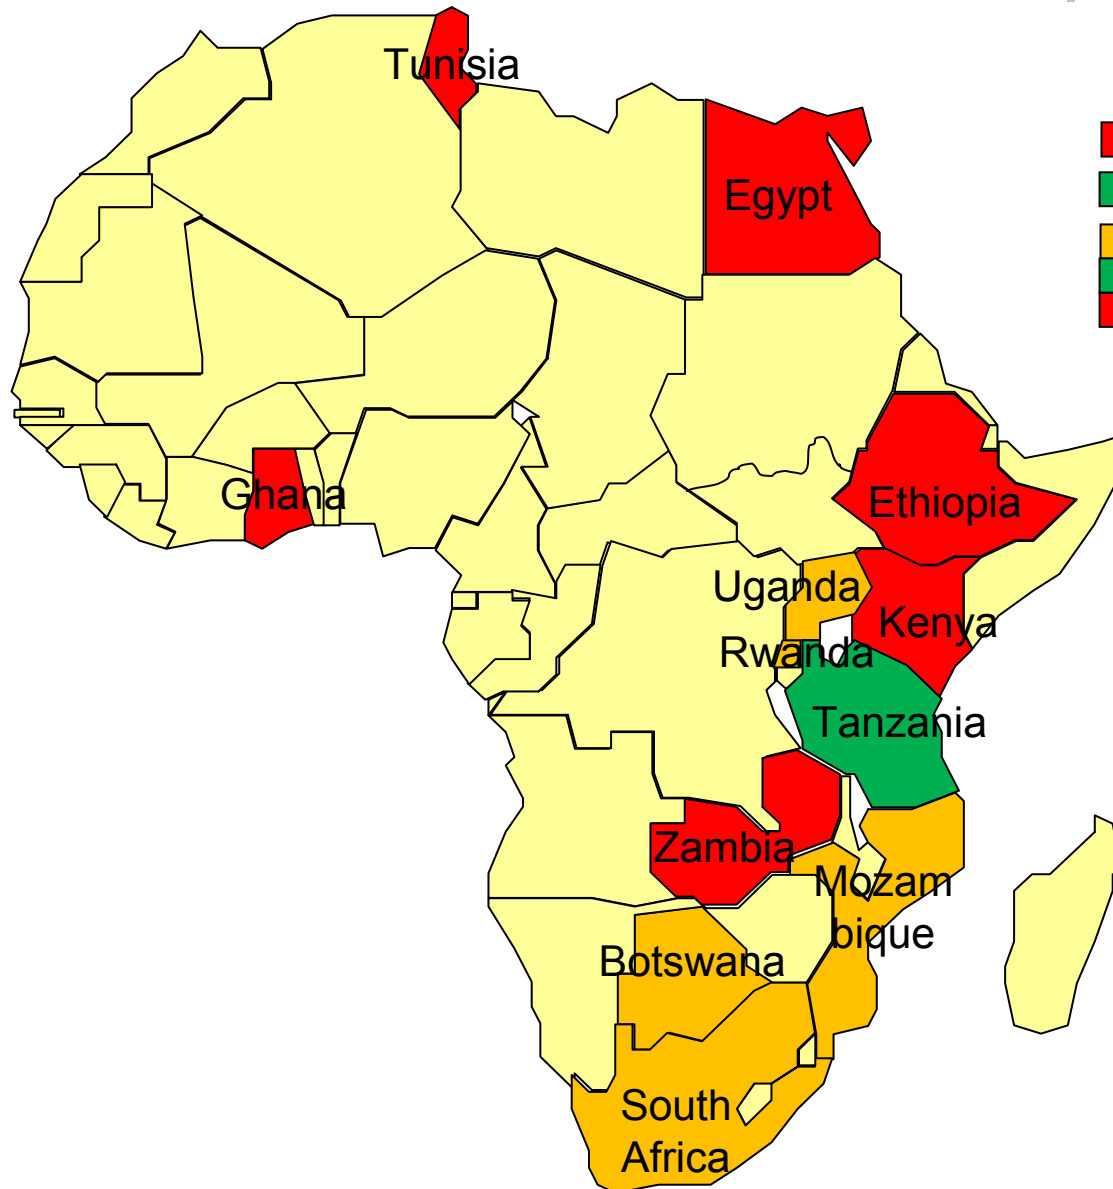 Tunisia
Egypt
Ghana
Ethiopia
Uganda
Kenya
Rwanda
Tanzania
Zambia
Mozam
bique
Botswana
South
Africa